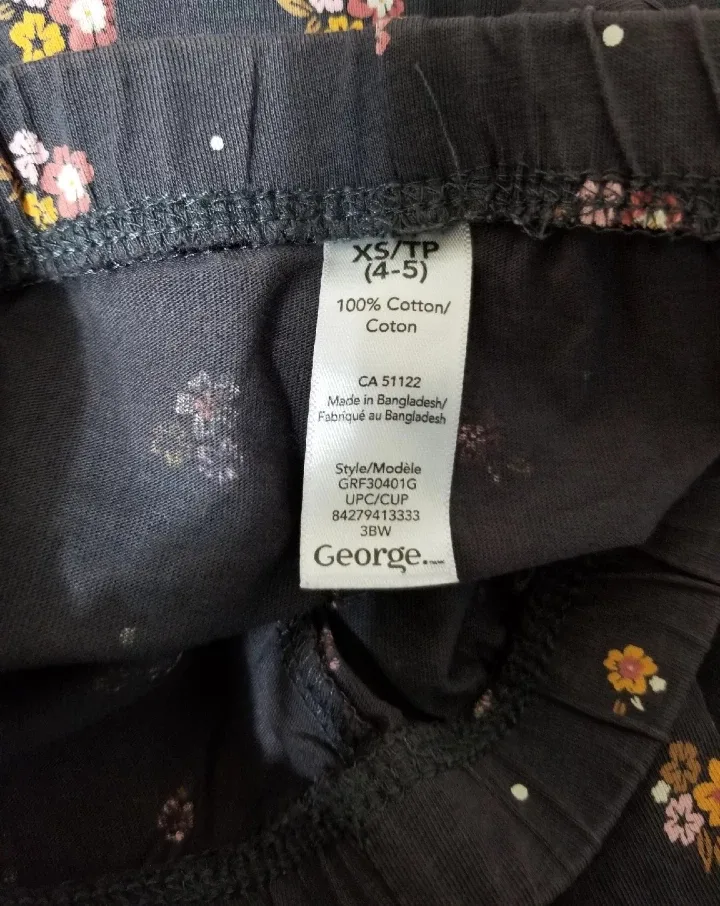 XS/TP
(4-5)
100% Cotton/
Coton
CA 51122
Made in Bangladesh/
Fabriqué au Bangladesh
Style/Modèle
GRF30401G
UPC/CUP
84279413333
3BW
George.